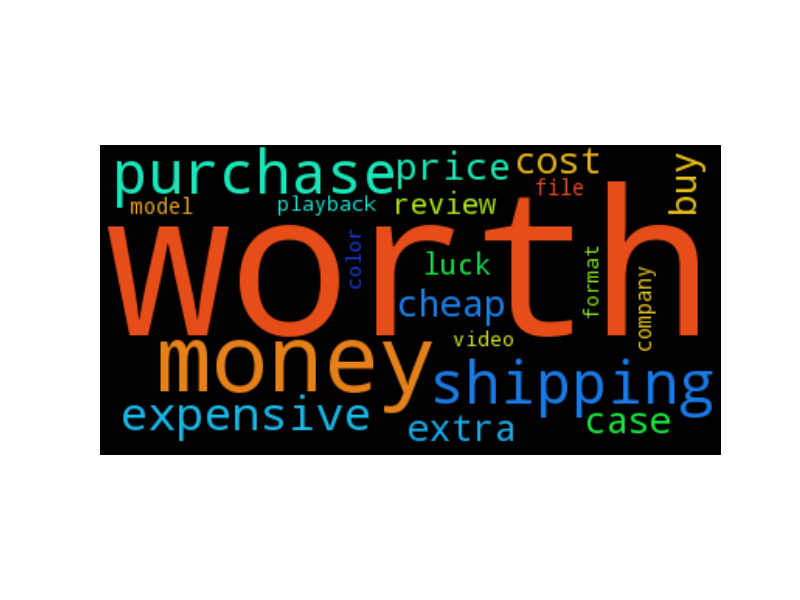 purchase price cost buy
model playback review file
worth
color luck format
cheap company
video
money shipping
expensive extra case